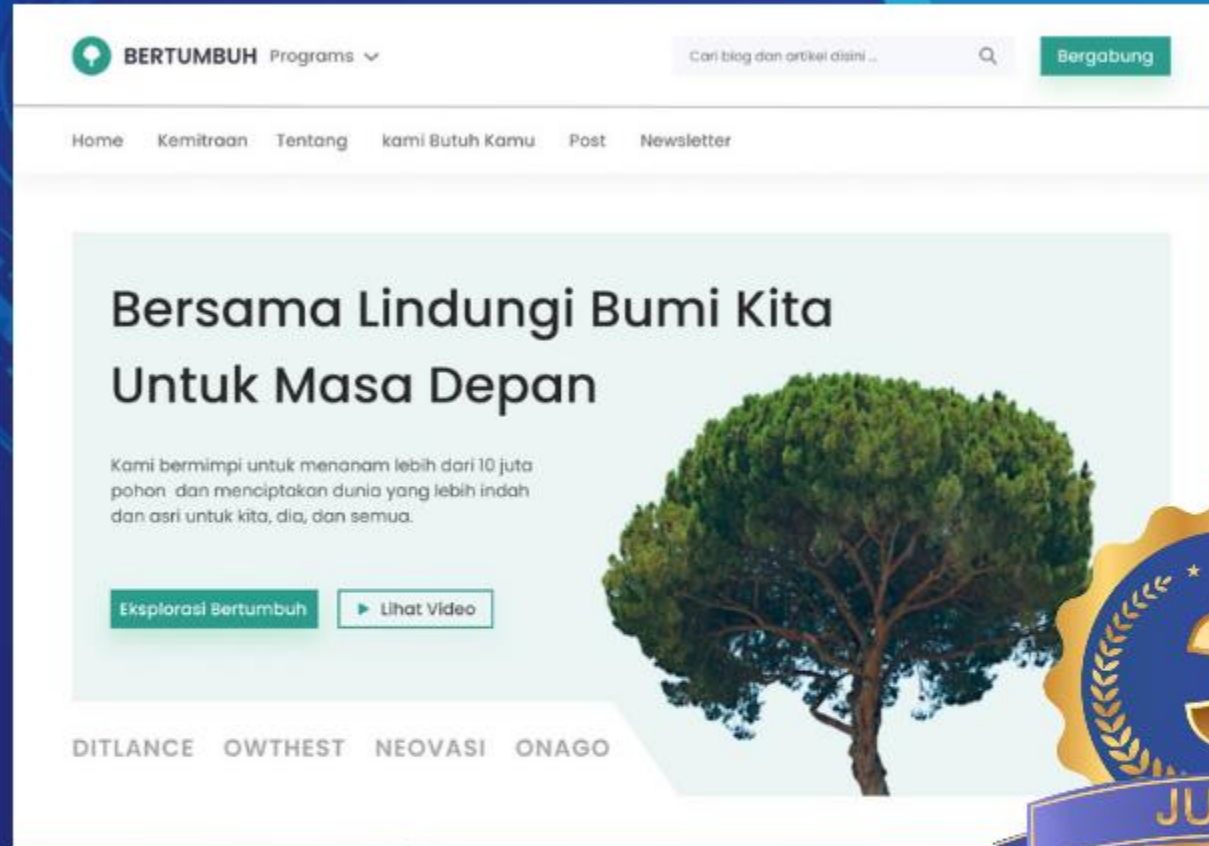 BERTUMBUH Programs
Cari blog dan artikel disini ...
Bergabung
Home Kemitraan Tentang kami Butuh Kamu Post Newsletter
Bersama Lindungi Bumi Kita
Untuk Masa Depan
Kami bermimpi untuk menanam lebih dari 10 juta
pohon dan menciptakan dunia yang lebih indah
dan asri untuk kita, dia, dan semua.
Eksplorasi Bertumbuh
Lihat Video
DITLANCE OWTHEST NEOVASI ONAGO